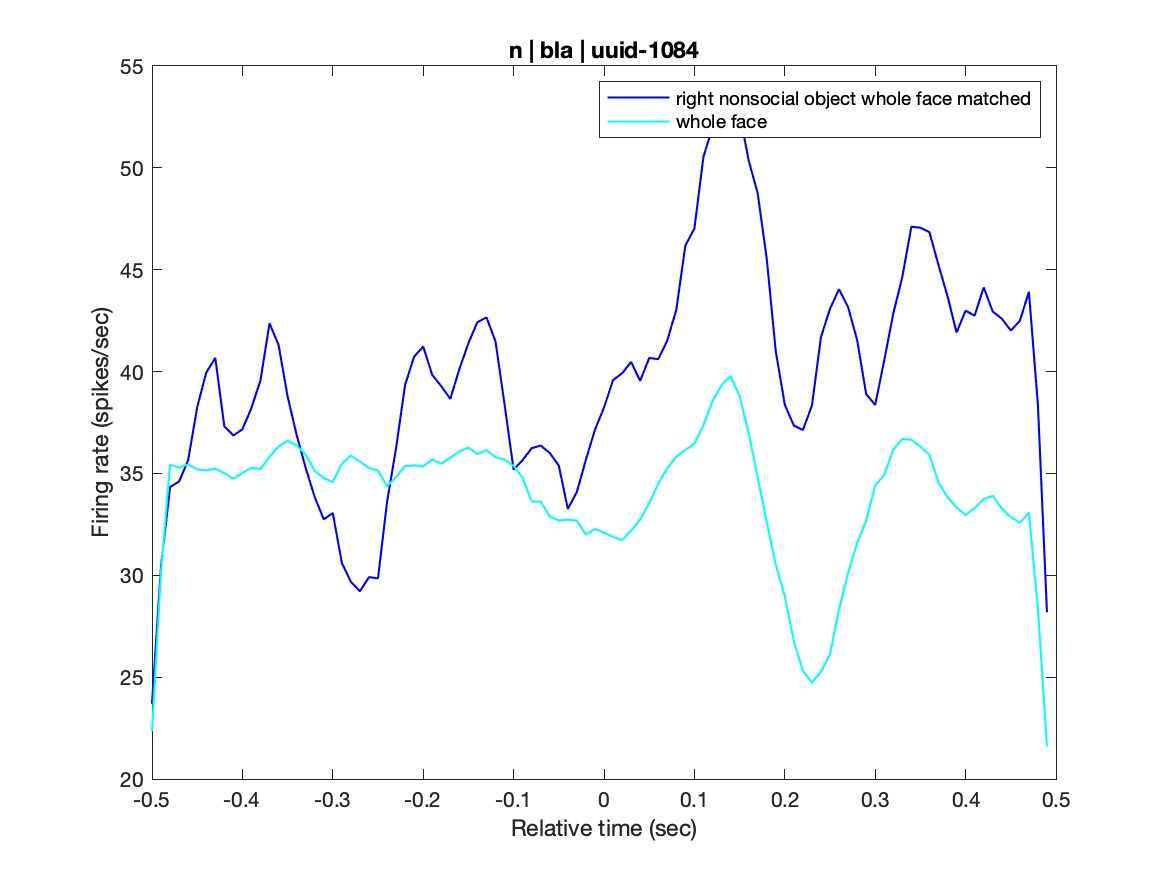 n | bla | uuid-1084
right nonsocial object whole face matched
whole face
Firing rate (spikes/sec)
55
50
45
40
35
30
25
20
-0.5 -0.4 -0.3 -0.2 -0.1 0 0.1 0.2 0.3 0.4 0.5
Relative time (sec)